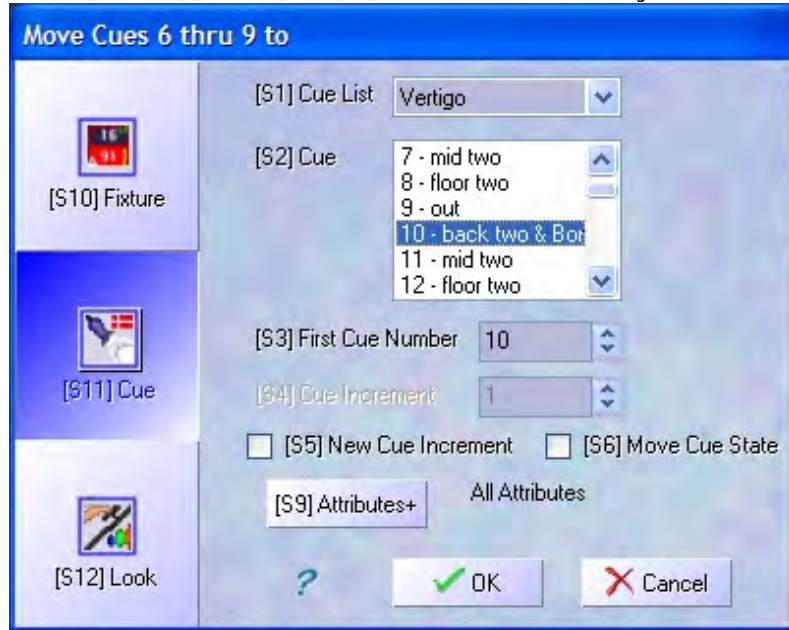 Move Cues 6 thru 9 to
[S10] Fixture
[S11] Cue
[S12] Look
[S1] Cue List Vertigo
[S2] Cue
7 - mid two
8 - floor two
9 - out
10 - back two & Bor
11 - mid two
12 - floor two
[S3] First Cue Number 10
[S4] Cue Increment 1
[S5] New Cue Increment [S6] Move Cue State
[S9] Attributes+ All Attributes
? OK Cancel